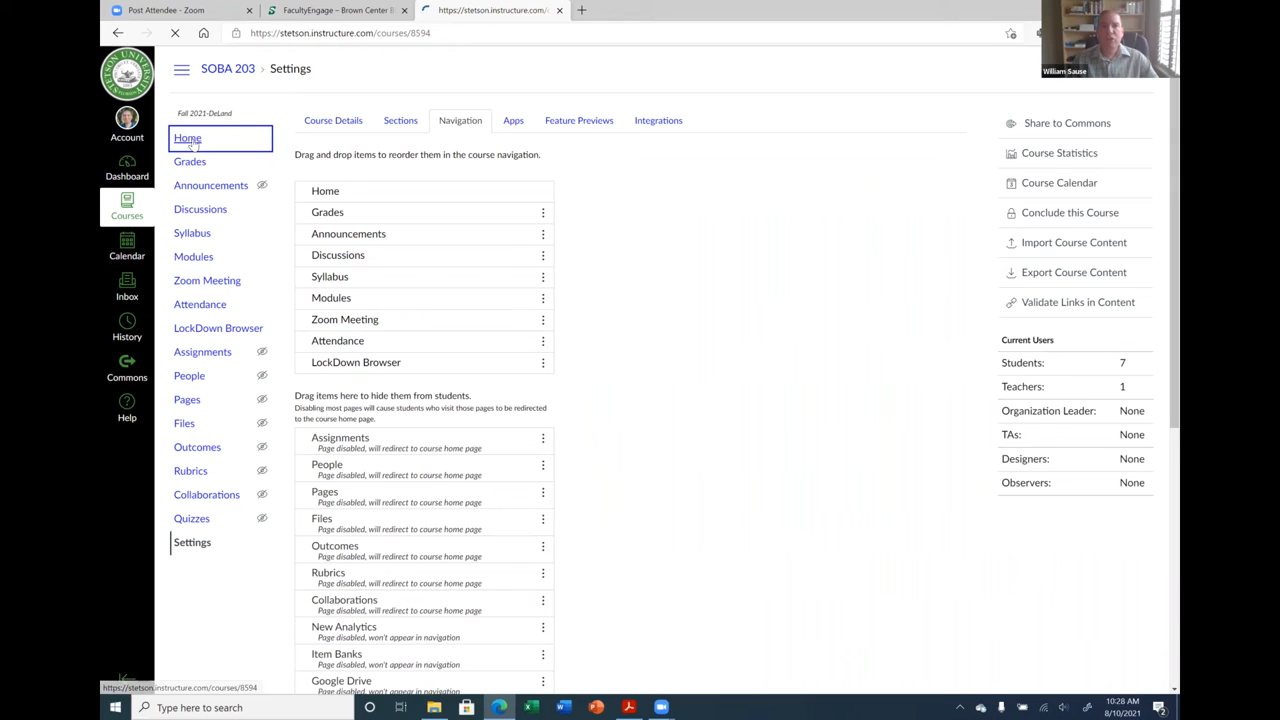 Post Attendee - Zoom
FacultyEngage – Brown Center
https://stetson.instructure.com/co
https://stetson.instructure.com/courses/8594
William Sause
STETSON UNIVERSITY
SOBA 203 › Settings
Account
Dashboard
Courses
Calendar
Inbox
History
Commons
Help
Fall 2021-DeLand
Home
Grades
Announcements
Discussions
Syllabus
Modules
Zoom Meeting
Attendance
LockDown Browser
Assignments
People
Pages
Files
Outcomes
Rubrics
Collaborations
Quizzes
Settings
Course Details
Sections
Navigation
Apps
Feature Previews
Integrations
Drag and drop items to reorder them in the course navigation.
Home
Grades
Announcements
Discussions
Syllabus
Modules
Zoom Meeting
Attendance
LockDown Browser
Drag items here to hide them from students.
Disabling most pages will cause students who visit those pages to be redirected
to the course home page.
Assignments
Page disabled, will redirect to course home page
People
Page disabled, will redirect to course home page
Pages
Page disabled, will redirect to course home page
Files
Page disabled, will redirect to course home page
Outcomes
Page disabled, will redirect to course home page
Rubrics
Page disabled, will redirect to course home page
Collaborations
Page disabled, will redirect to course home page
New Analytics
Page disabled, won't appear in navigation
Item Banks
Page disabled, won't appear in navigation
Google Drive
Share to Commons
Course Statistics
Course Calendar
Conclude this Course
Import Course Content
Export Course Content
Validate Links in Content
Current Users
Students: 7
Teachers: 1
Organization Leader: None
TAs: None
Designers: None
Observers: None
https://stetson.instructure.com/courses/8594
Type here to search
10:28 AM
8/10/2021
2